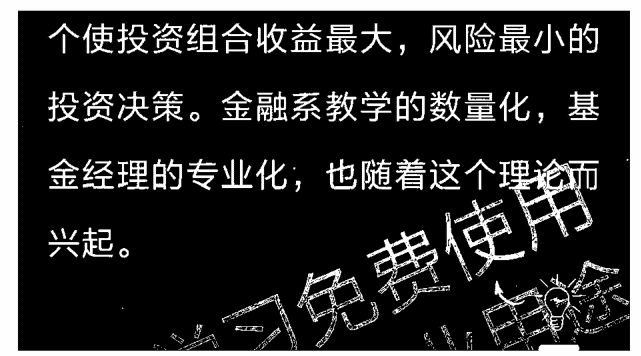 个使投资组合收益最大，风险最小的
投资决策。金融系教学的数量化，基
金经理的专业化，也随着这个理论而
兴起。
学习免费使用